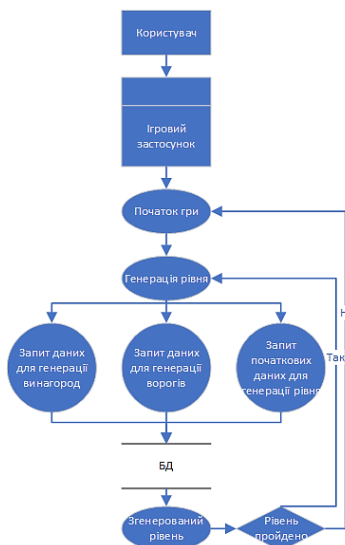 Користувач
Ігровий
застосунок
Початок гри
Генерація рівня
Запит даних
для генерації
винагород
Запит даних
для генерації
ворогів
Запит
початкових
даних для
генерації рівня
Так
БД
Згенерований
рівень
Рівень
пройдено